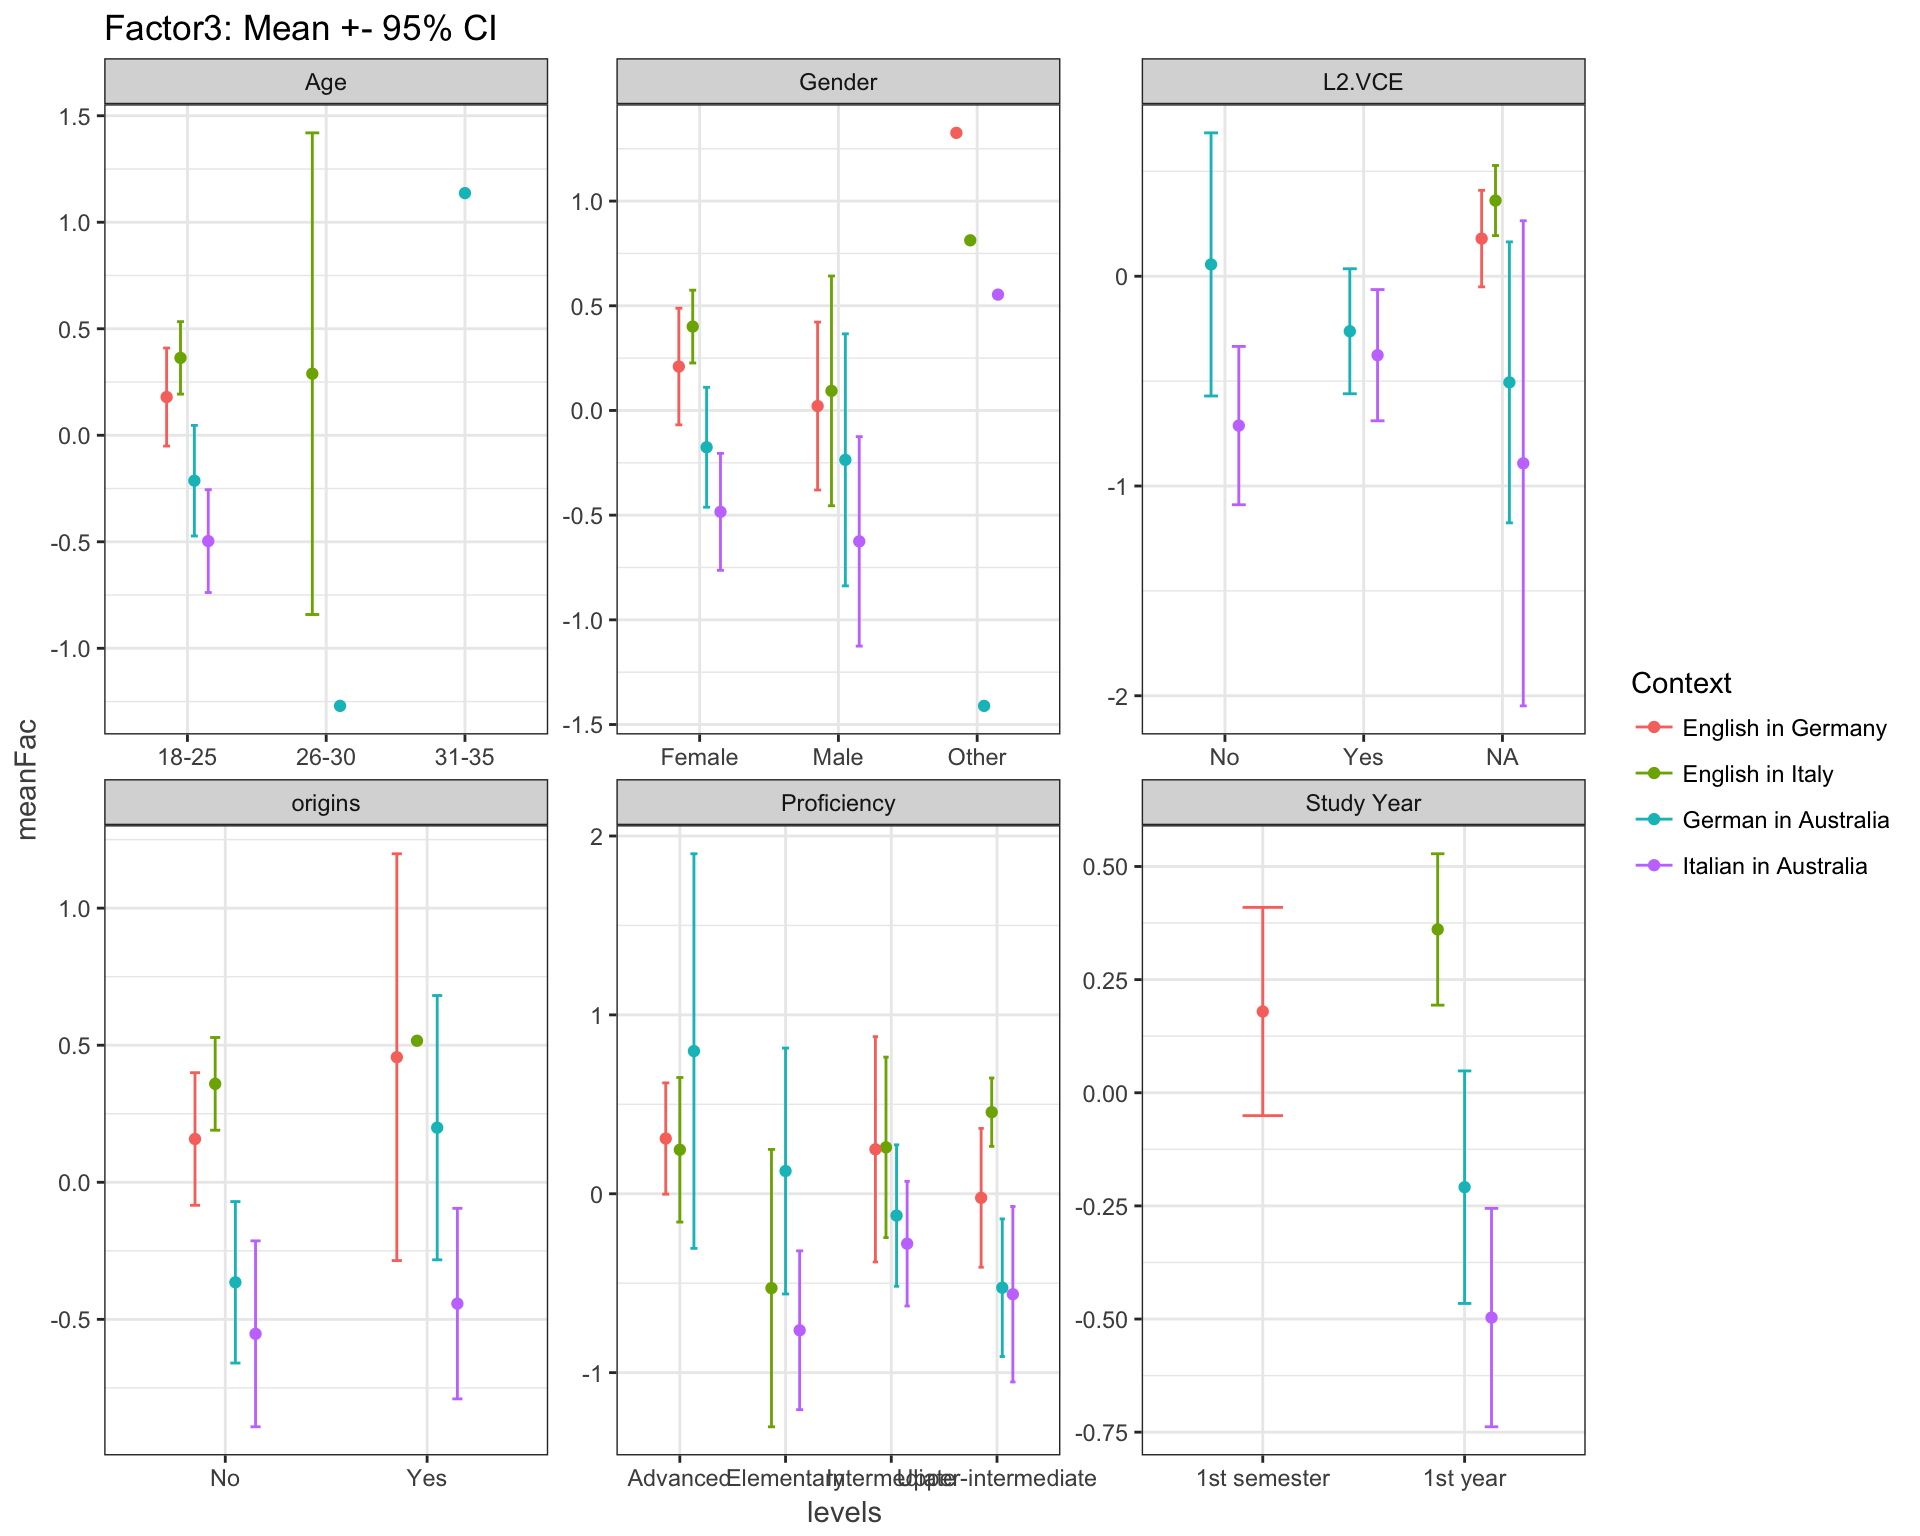 Factor3: Mean +- 95% CI
Age
Gender
L2.VCE
1.5
1.0
0.5
0.0
-0.5
-1.0
1.0
0.5
0.0
-0.5
-1.0
-1.5
0
-1
-2
18-25
26-30
31-35
Female
Male
Other
No
Yes
NA
meanFac
origins
Proficiency
Study Year
1.0
0.5
0.0
-0.5
2
1
0
-1
0.50
0.25
0.00
-0.25
-0.50
-0.75
No
Yes
Advanced
Elementary
Intermediate
Upper-intermediate
1st semester
1st year
levels
Context
English in Germany
English in Italy
German in Australia
Italian in Australia